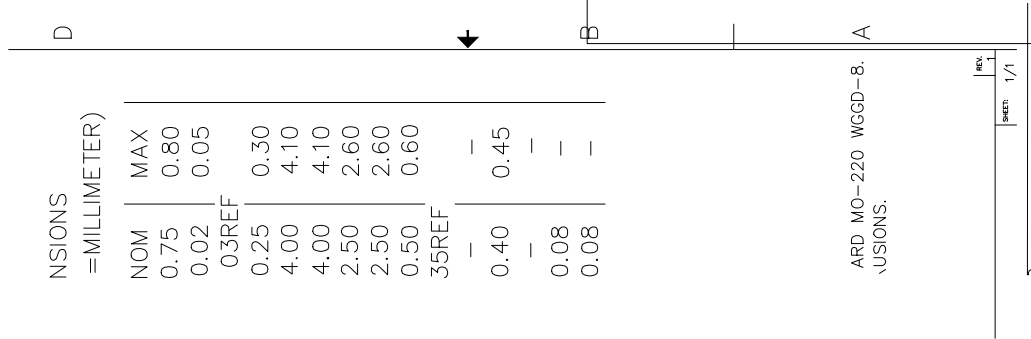 D
B
A
NSIONS
=MILLIMETER)
NOM MAX
0.75 0.80
0.02 0.05
03REF
0.25 0.30
4.00 4.10
4.00 4.10
2.50 2.60
2.50 2.60
0.50 0.60
35REF
– –
0.40 0.45
– –
0.08 –
0.08 –
ARD MO-220 WGGD-8.
USIONS.
REV.
1
SHEET: 1/1